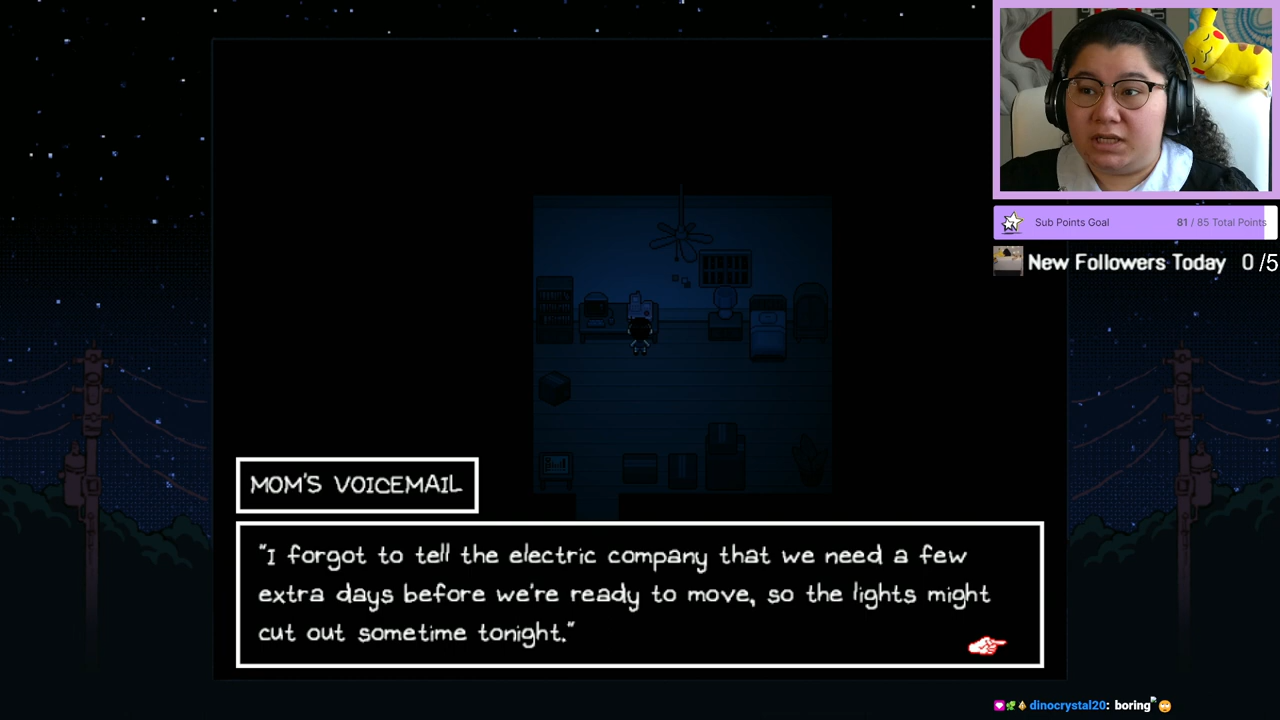 Sub Points Goal 81 / 85 Total Points
New Followers Today 0 /5
MOM'S VOICEMAIL
"I forgot to tell the electric company that we need a few
extra days before we're ready to move, so the lights might
cut out sometime tonight."
dinocrystal20: boring